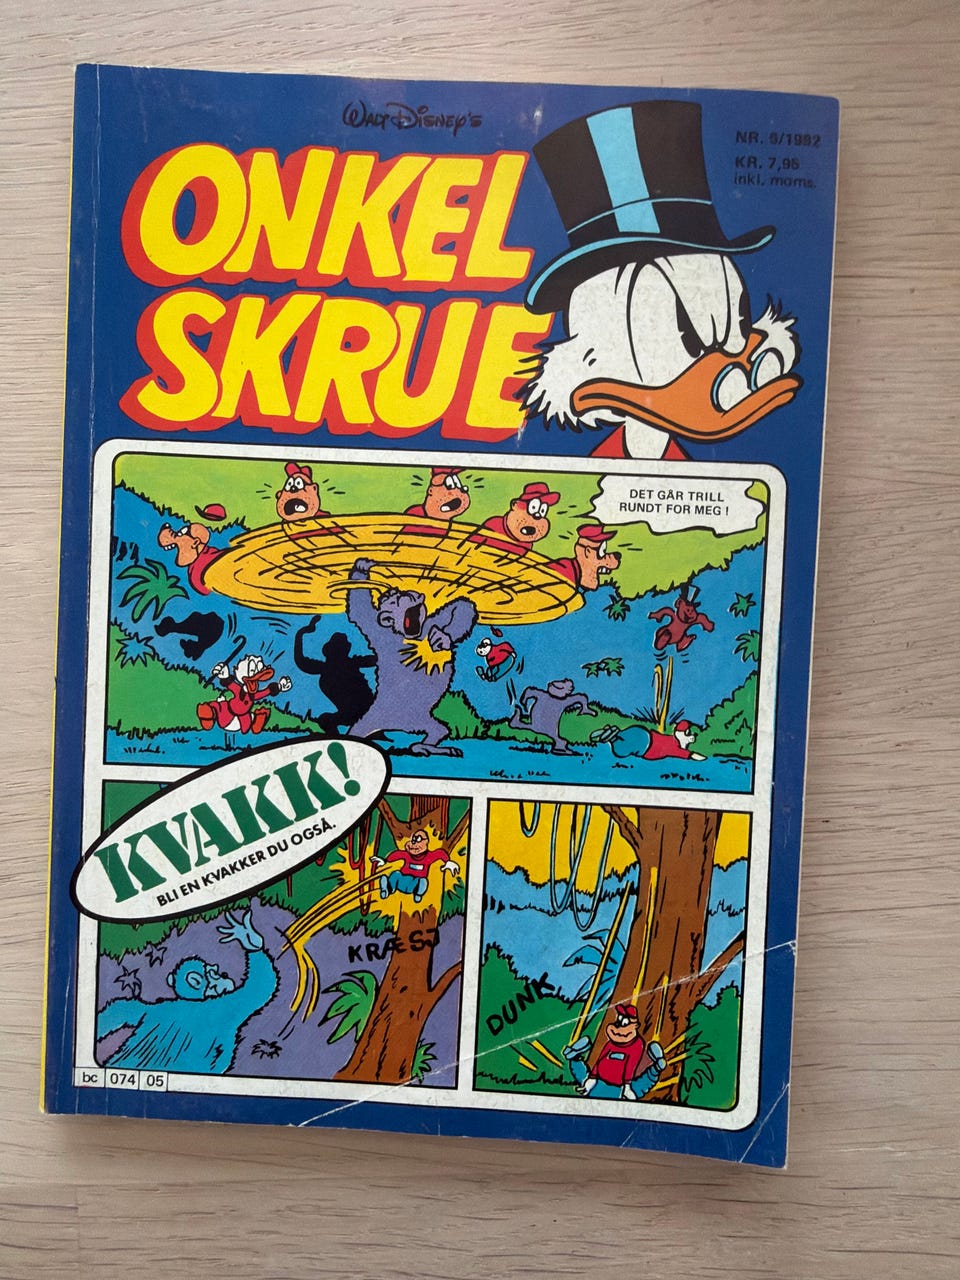 WALT DISNEY'S
ONKEL
SKRUE
NR. 5/1982
KR. 7,95
inkl. moms.
DET GÅR TRILL
RUNDT FOR MEG !
KVAKK!
BLI EN KVAKKER DU OGSÅ.
KRÆSJ
DUNK
bc 074 05